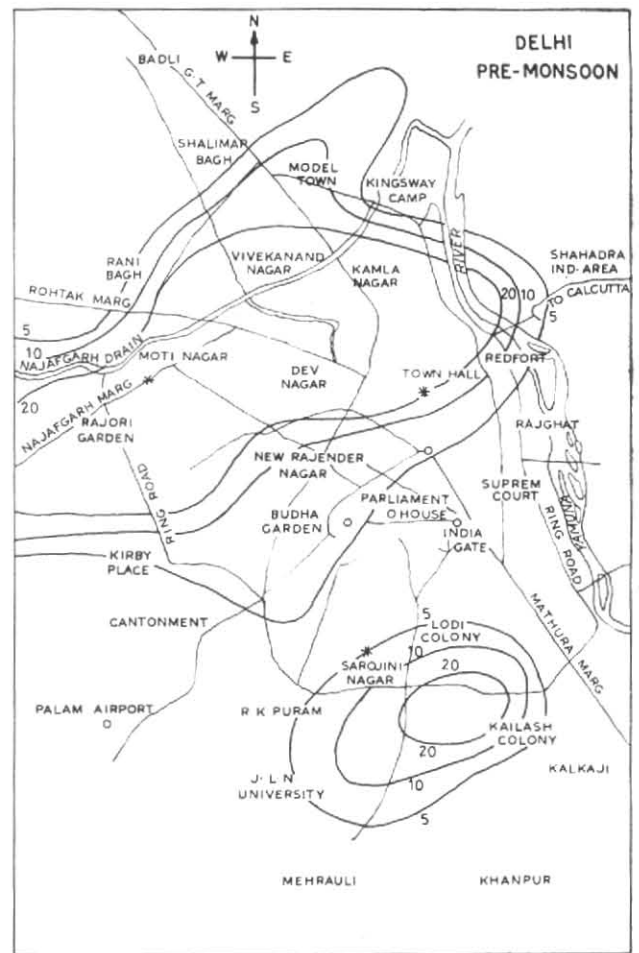 DELHI
PRE-MONSOON
N
W
E
S
BADLI
G·T MARG
SHALIMAR
BAGH
MODEL
TOWN
KINGSWAY
CAMP
RIVER
SHAHADRA
IND-AREA
TO
CALCUTTA
RANI
BAGH
VIVEKANAND
NAGAR
KAMLA
NAGAR
ROHTAK MARG
20
10
5
5
10
20
NAJAFGARH DRAIN
MOTI NAGAR
REDFORT
DEV
NAGAR
TOWN HALL
NAJAFGARH MARG
RAJORI
GARDEN
RAJGHAT
NEW RAJENDER
NAGAR
RING ROAD
SUPREM
COURT
PARLIAMENT
HOUSE
BUDHA
GARDEN
INDIA
GATE
RING ROAD
KIRBY
PLACE
CANTONMENT
MATHURA MARG
5
LODI
COLONY
10
SAROJINI
NAGAR
20
PALAM AIRPORT
R K PURAM
KAILASH
COLONY
20
KALKAJI
J·L·N
UNIVERSITY
10
5
MEHRAULI
KHANPUR